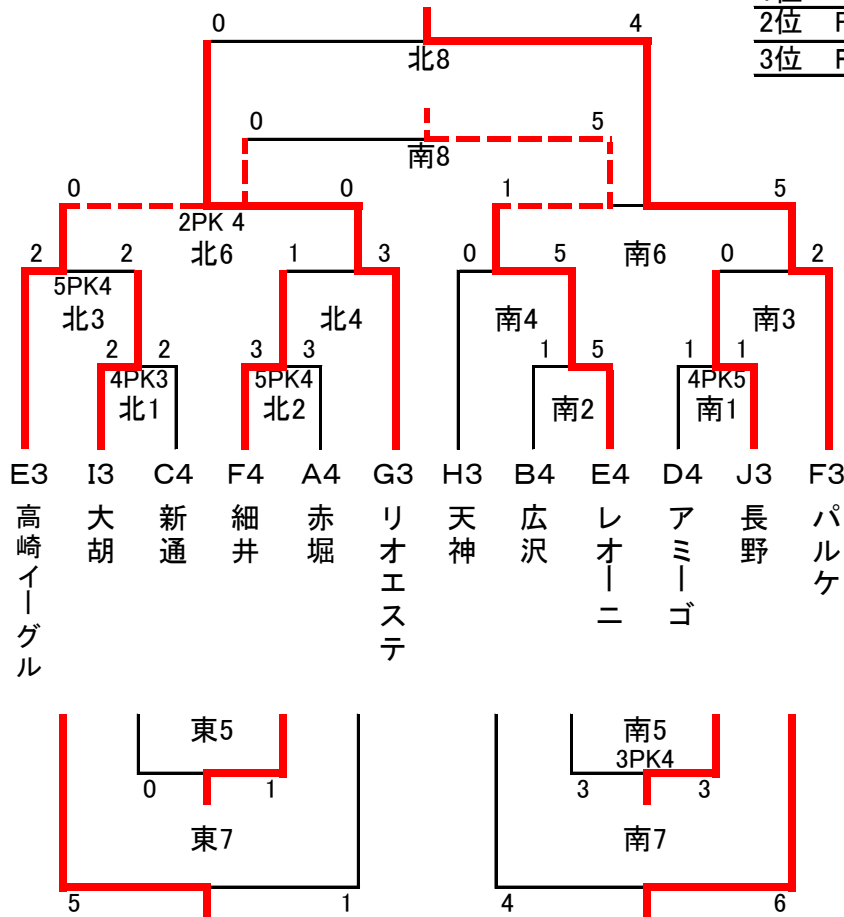 0 4
2位 F
北8
3位 F
0 5
南8
0 0 1 5
2PK 4
2 2 北6 1 3 0 5 南6 0 2
5PK4
北3 北4 南4 南3
2 2 3 3 1 5 1 1
4PK3 5PK4 4PK5
北1 北2 南2 南1
E3 I3 C4 F4 A4 G3 H3 B4 E4 D4 J3 F3
高崎イーグル
大胡
新通
細井
赤堀
リオエステ
天神
広沢
レオーニ
アミーゴ
長野
パルケ
東5 南5
3PK4
0 1 3 3
東7 南7
5 1 4 6